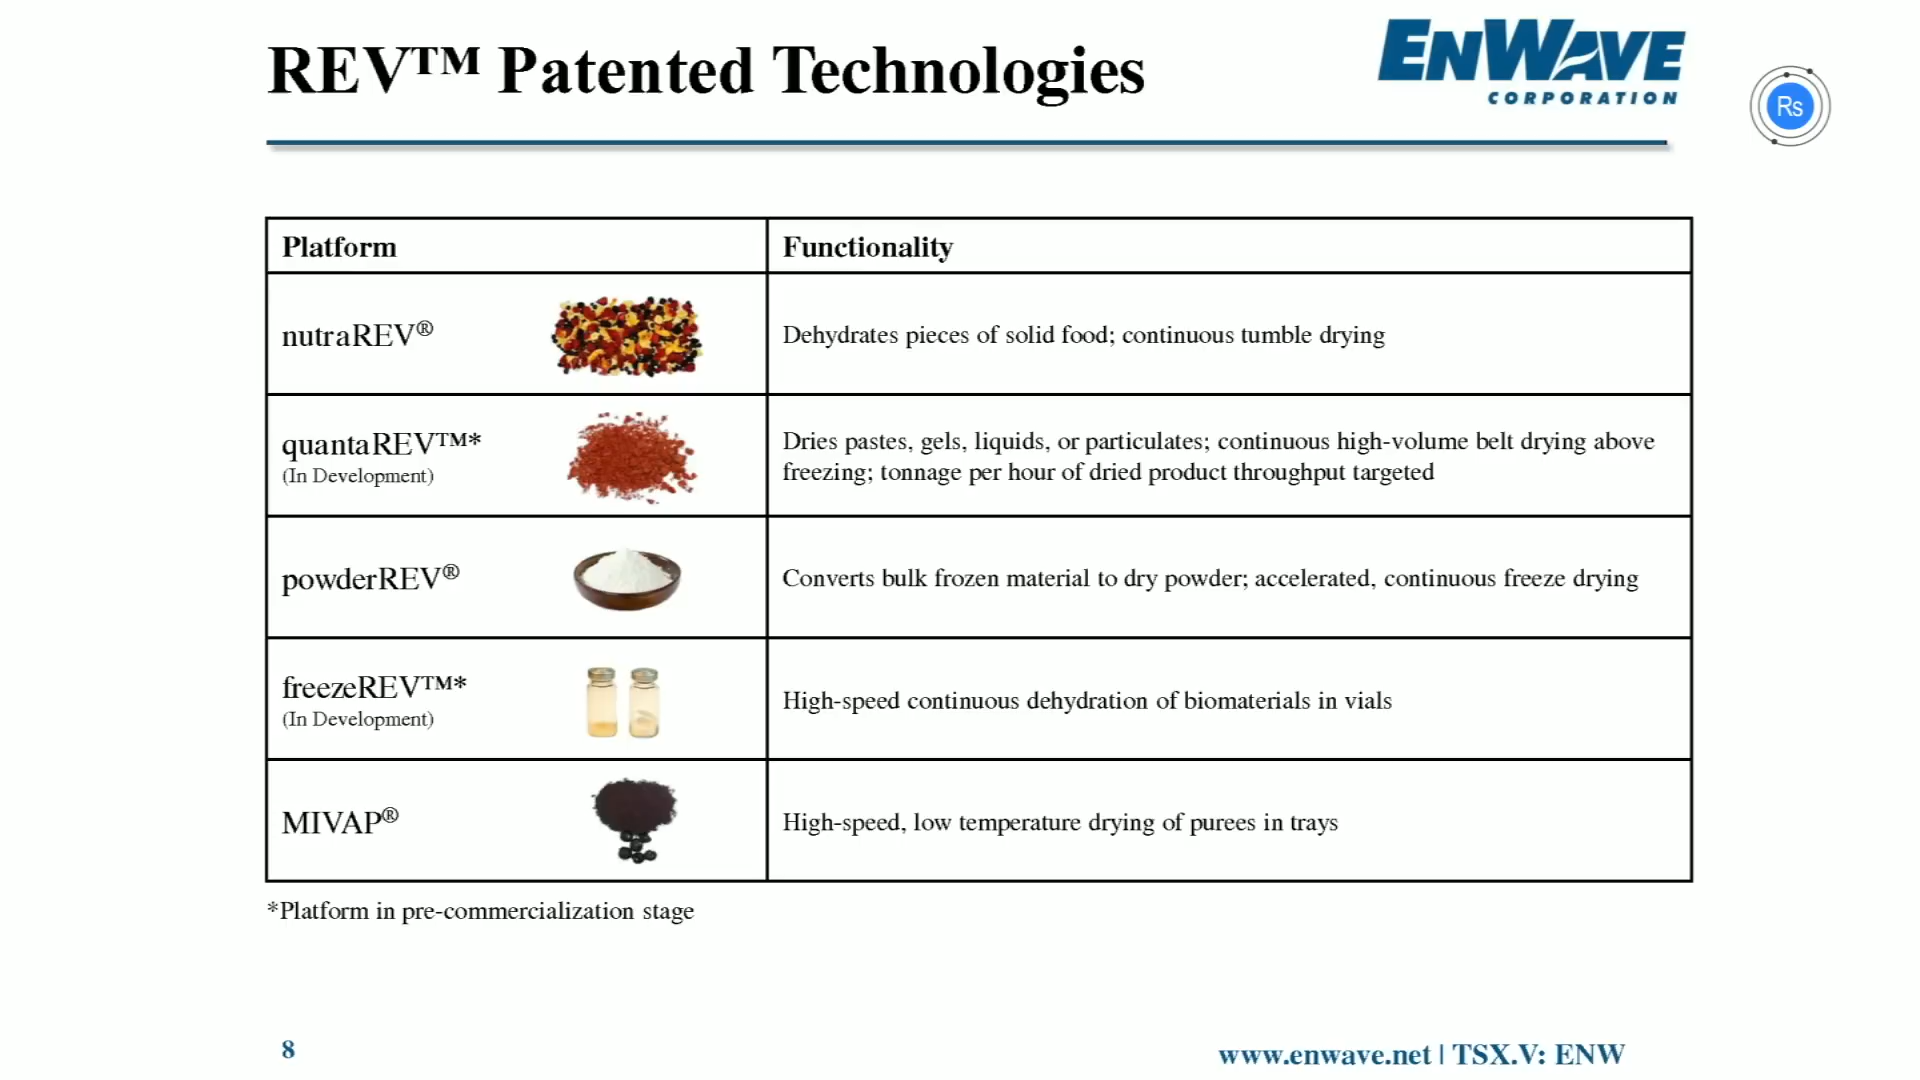 REV™ Patented Technologies
ENWAVE
CORPORATION
Rs
Platform
Functionality
nutraREV®
Dehydrates pieces of solid food; continuous tumble drying
quantaREV™*
(In Development)
Dries pastes, gels, liquids, or particulates; continuous high-volume belt drying above
freezing; tonnage per hour of dried product throughput targeted
powderREV®
Converts bulk frozen material to dry powder; accelerated, continuous freeze drying
freezeREV™*
(In Development)
High-speed continuous dehydration of biomaterials in vials
MIVAP®
High-speed, low temperature drying of purees in trays
*Platform in pre-commercialization stage
8
www.enwave.net | TSX.V: ENW